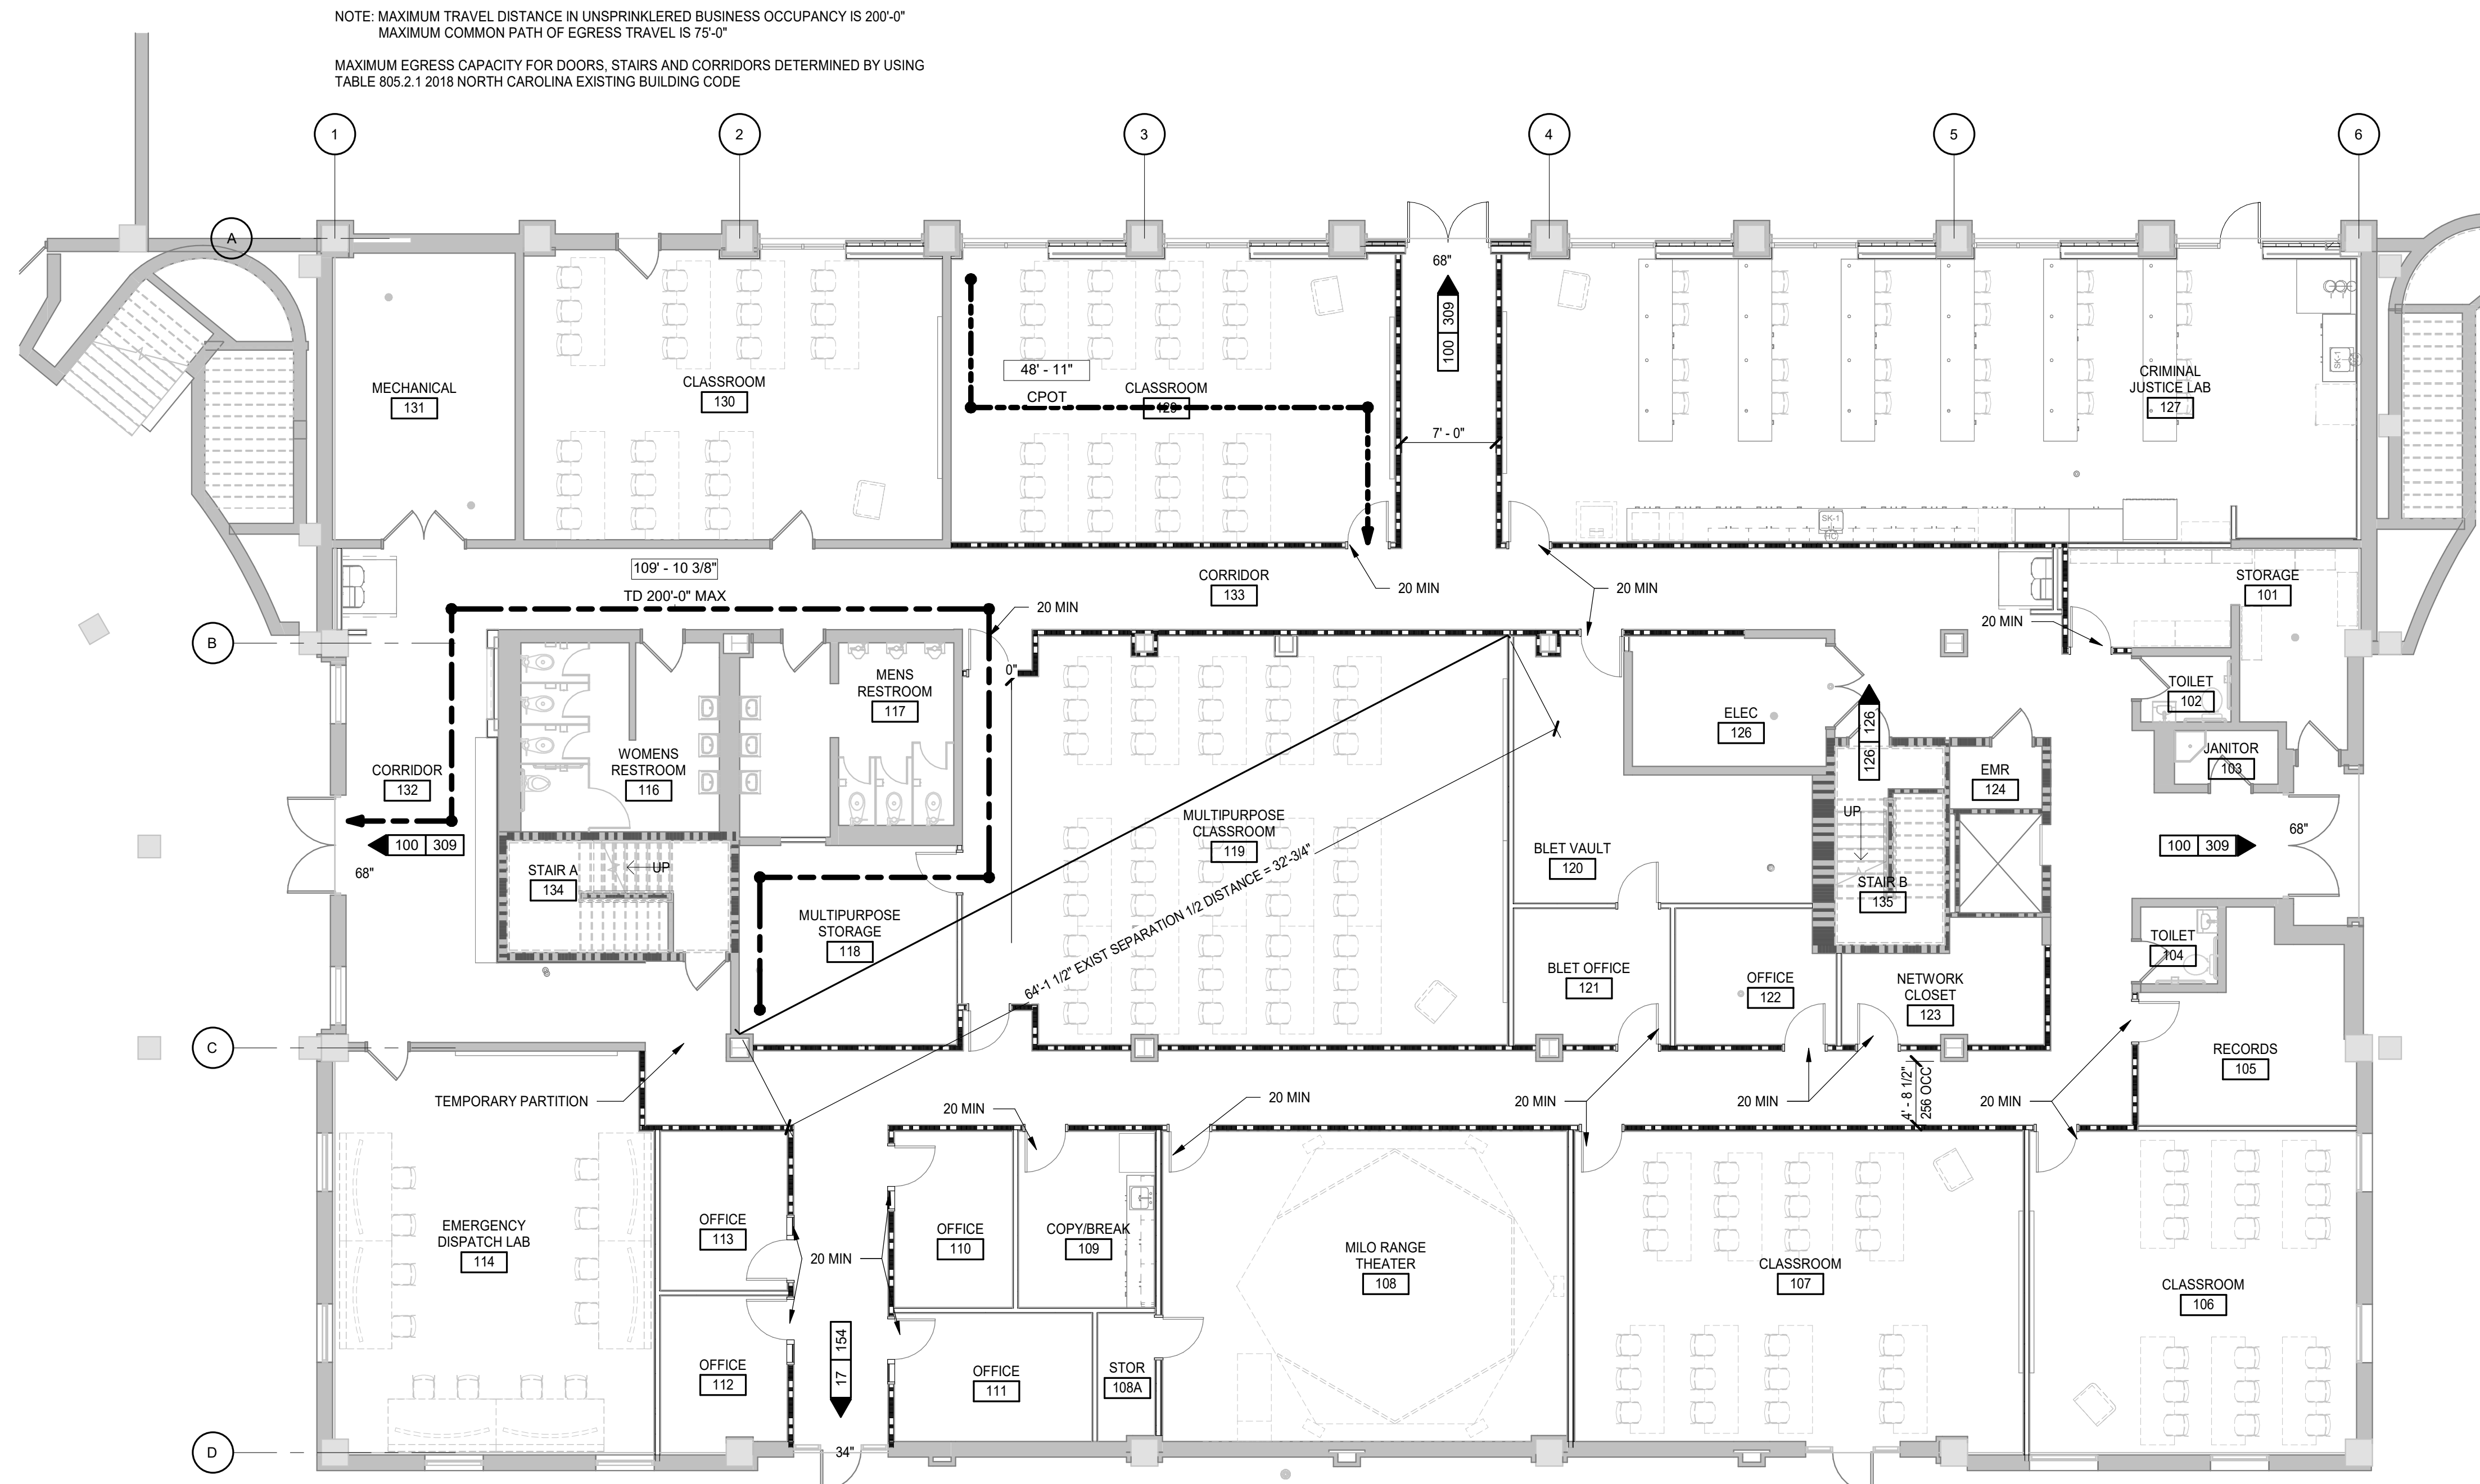 NOTE: MAXIMUM TRAVEL DISTANCE IN UNSPRINKLERED BUSINESS OCCUPANCY IS 200'-0"
MAXIMUM COMMON PATH OF EGRESS TRAVEL IS 75'-0"
MAXIMUM EGRESS CAPACITY FOR DOORS, STAIRS AND CORRIDORS DETERMINED BY USING
TABLE 805.2.1 2018 NORTH CAROLINA EXISTING BUILDING CODE
1
2
3
4
5
6
A
68"
100 309
MECHANICAL
131
CLASSROOM
130
48' - 11"
CPOT
CLASSROOM
129
7' - 0"
CRIMINAL
JUSTICE LAB
127
SK-1
SK-1
HC
109' - 10 3/8"
TD 200'-0" MAX
CORRIDOR
133
20 MIN
20 MIN
20 MIN
STORAGE
101
20 MIN
B
0"
MENS
RESTROOM
117
WOMENS
RESTROOM
116
TOILET
102
ELEC
126
126 126
JANITOR
103
CORRIDOR
132
EMR
124
UP
100 309
68"
MULTIPURPOSE
CLASSROOM
119
64'-1 1/2" EXIST SEPARATION 1/2 DISTANCE = 32'-3/4"
BLET VAULT
120
100 309
68"
STAIR A
134
UP
STAIR B
135
MULTIPURPOSE
STORAGE
118
TOILET
104
BLET OFFICE
121
OFFICE
122
NETWORK
CLOSET
123
C
RECORDS
105
TEMPORARY PARTITION
20 MIN
20 MIN
20 MIN
20 MIN
4' - 8 1/2"
256 OCC
20 MIN
EMERGENCY
DISPATCH LAB
114
OFFICE
113
20 MIN
OFFICE
110
COPY/BREAK
109
MILO RANGE
THEATER
108
CLASSROOM
107
CLASSROOM
106
OFFICE
112
17 154
OFFICE
111
STOR
108A
D
34"